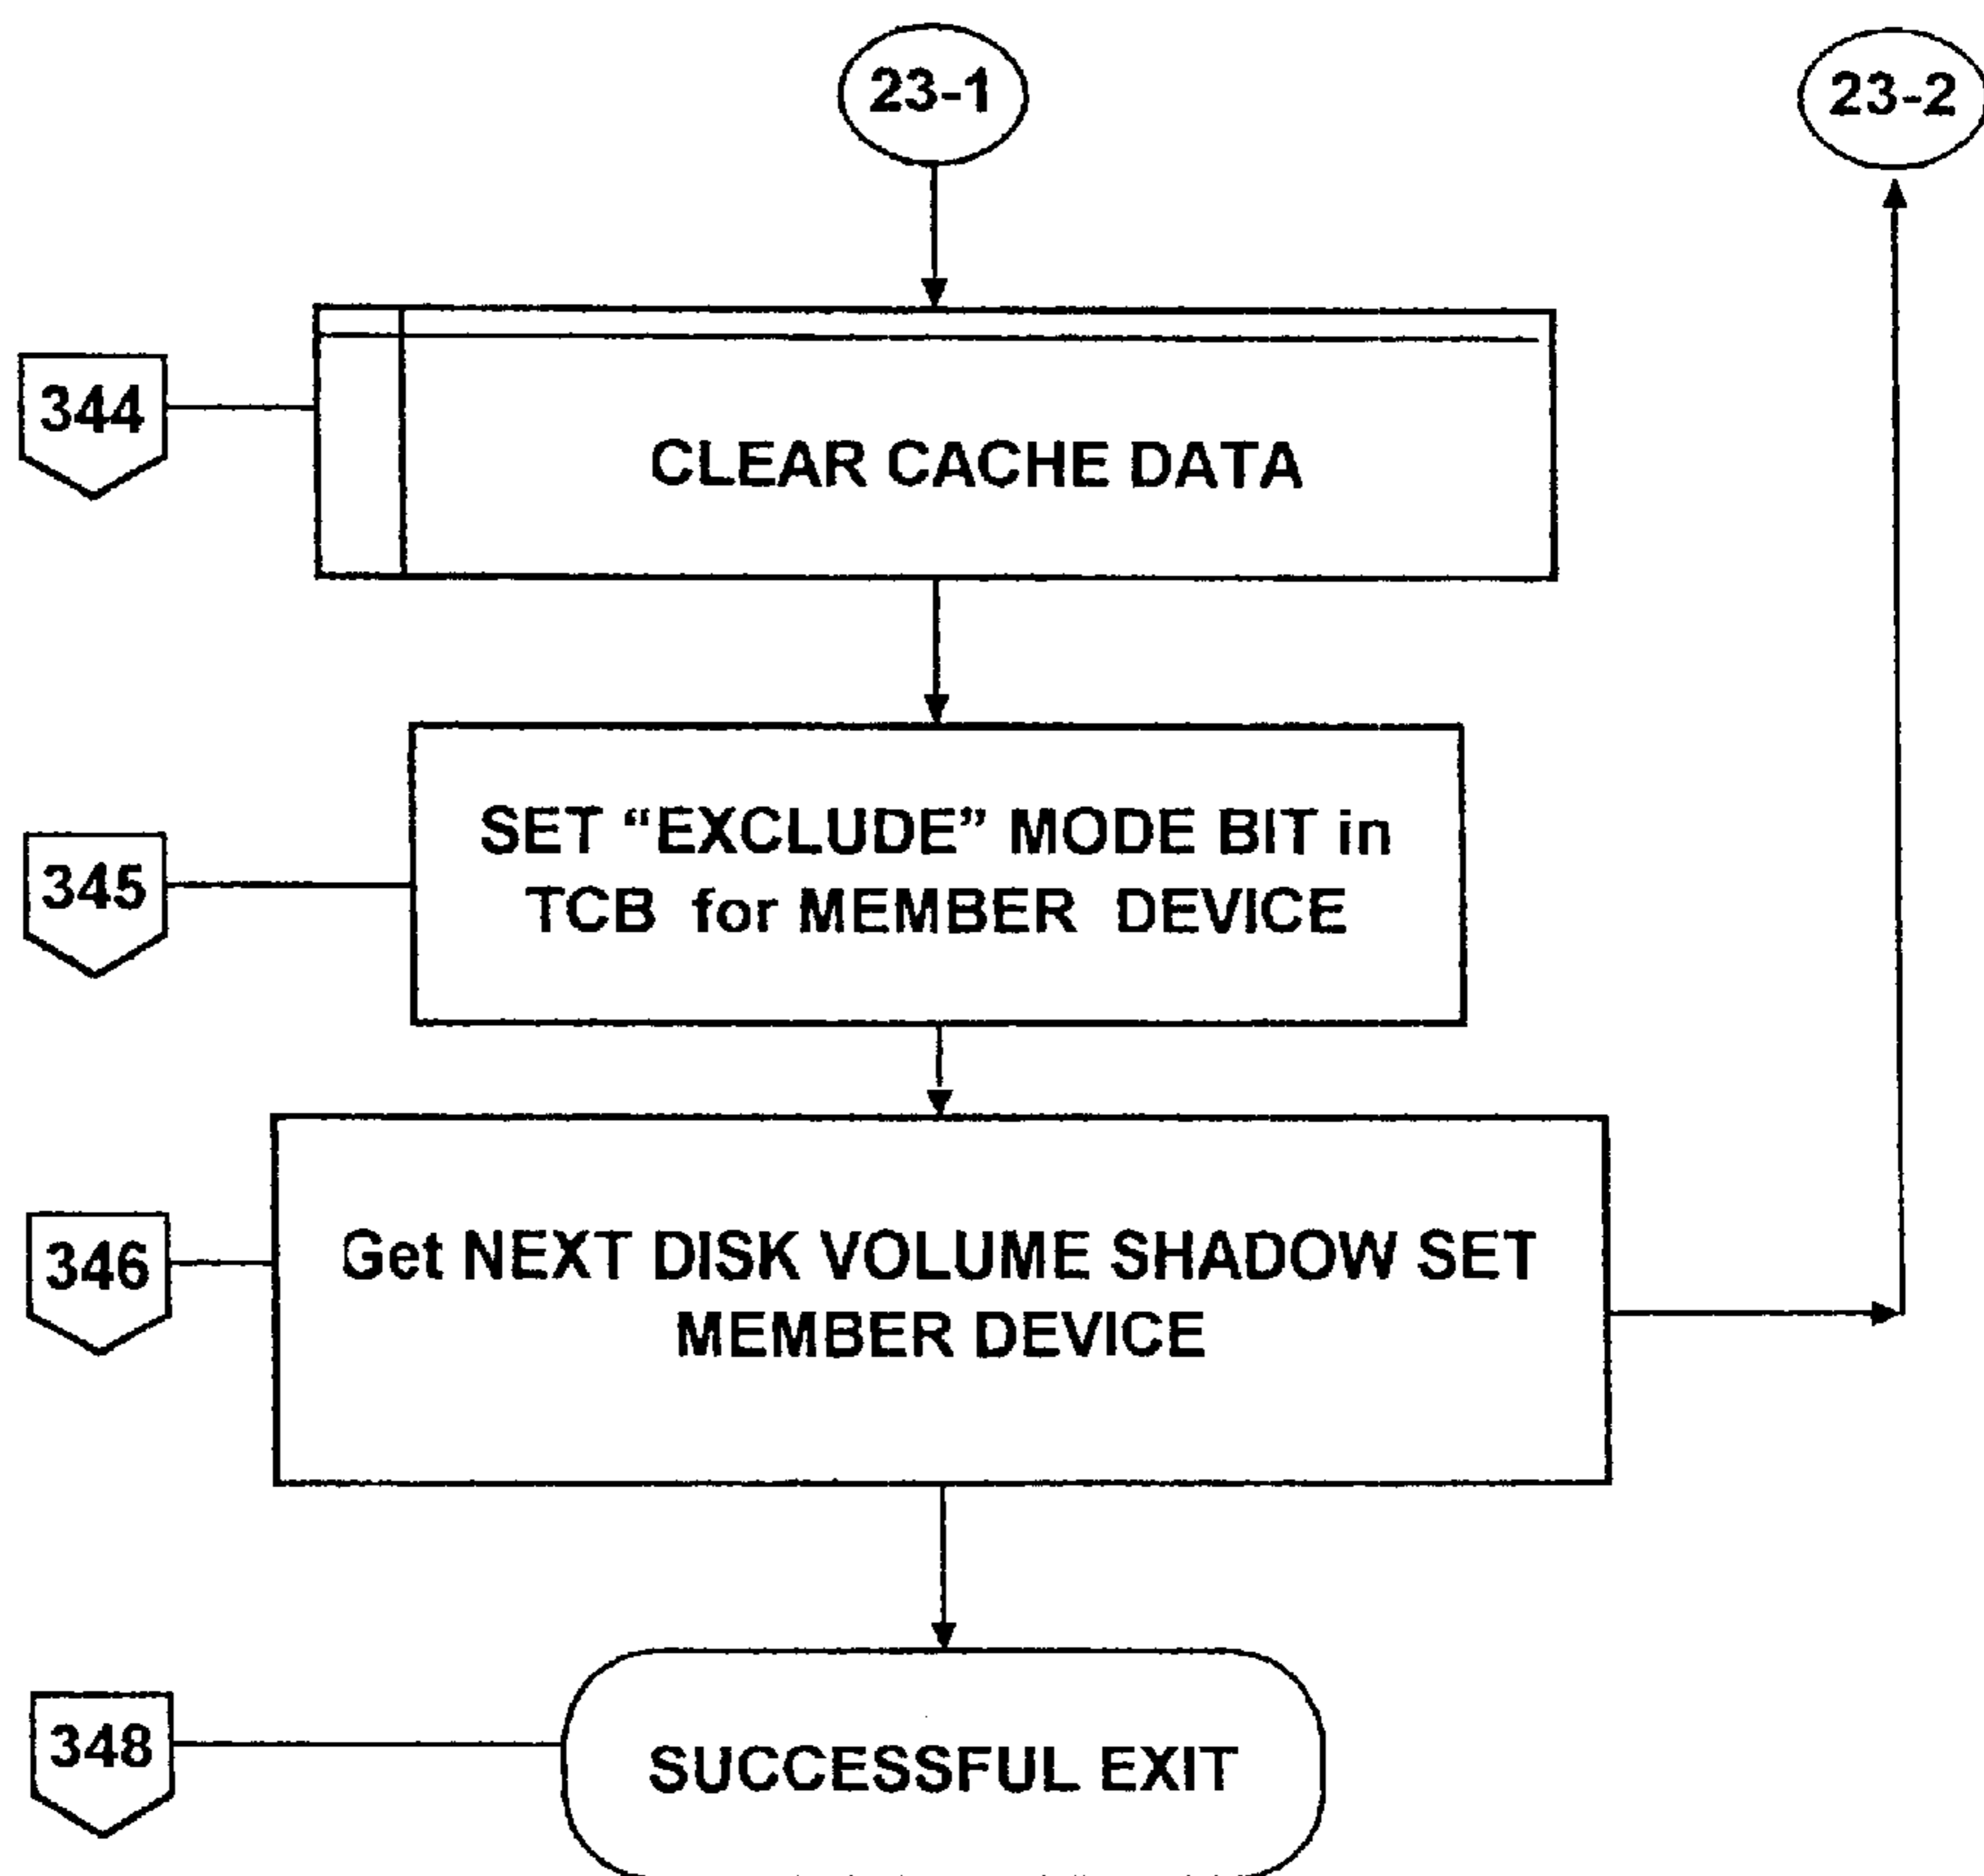 23-1
23-2
344
CLEAR CACHE DATA
345
SET “EXCLUDE” MODE BIT in
TCB for MEMBER DEVICE
346
Get NEXT DISK VOLUME SHADOW SET
MEMBER DEVICE
348
SUCCESSFUL EXIT